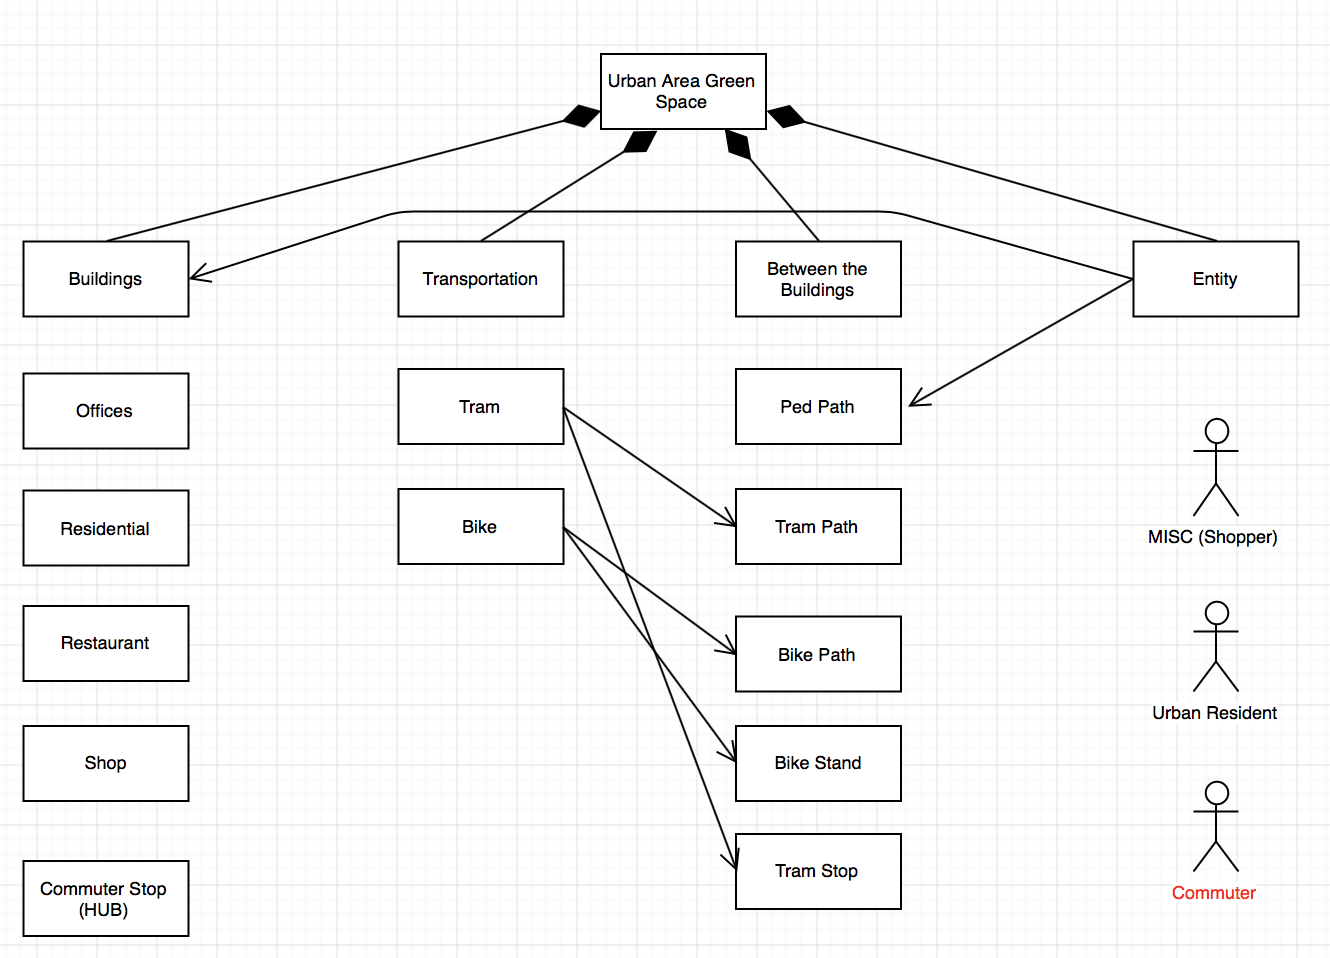 Urban Area Green
Space
Buildings
Transportation
Between the
Buildings
Entity
Offices
Tram
Ped Path
Residential
Bike
Tram Path
MISC (Shopper)
Restaurant
Bike Path
Urban Resident
Shop
Bike Stand
Commuter Stop
(HUB)
Tram Stop
Commuter